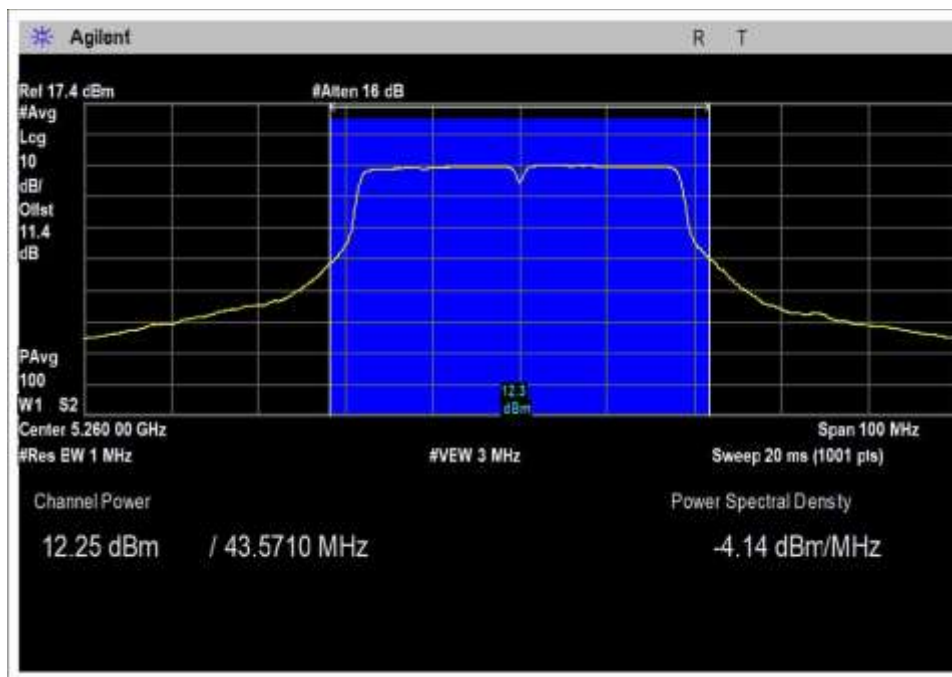 Agilent R T
Ref 17.4 dBm #Atten 16 dB
#Avg
Log
10
dB/
Offst
11.4
dB
12.3
dBm
PAvg
100
W1 S2
Center 5.260 00 GHz Span 100 MHz
#Res BW 1 MHz #VBW 3 MHz Sweep 20 ms (1001 pts)
Channel Power Power Spectral Density
12.25 dBm / 43.5710 MHz -4.14 dBm/MHz